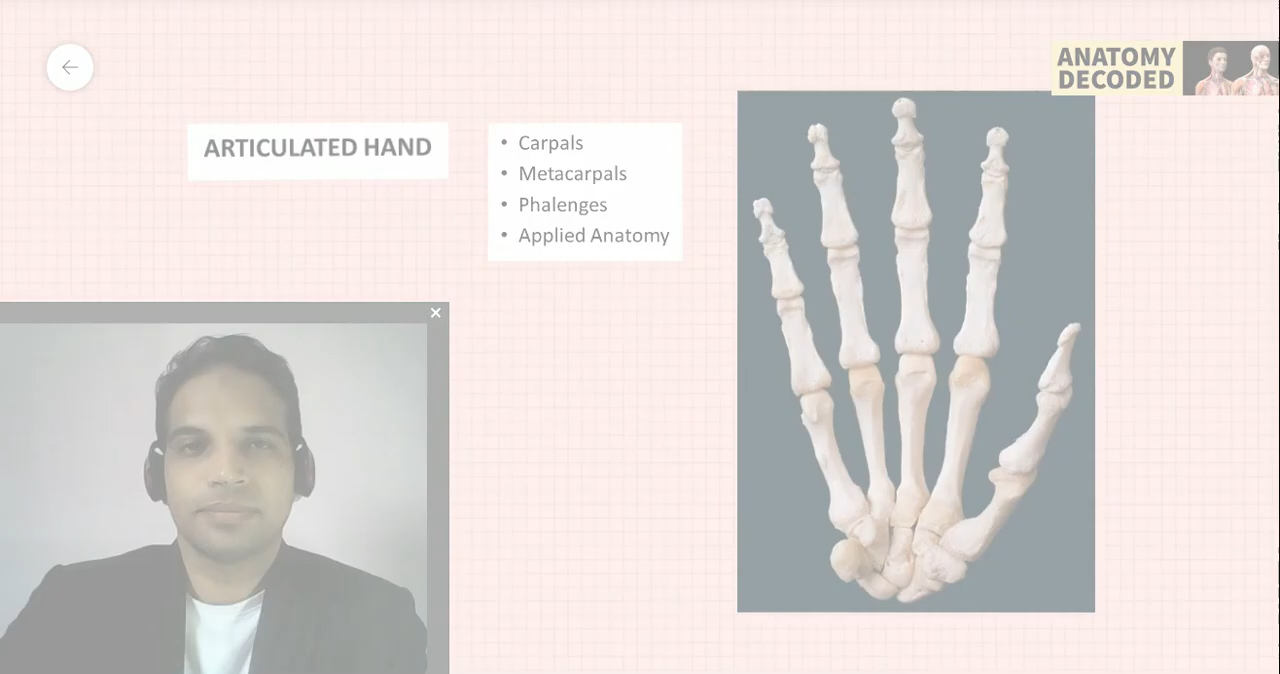 ANATOMY
DECODED
ARTICULATED HAND
• Carpals
• Metacarpals
• Phalenges
• Applied Anatomy